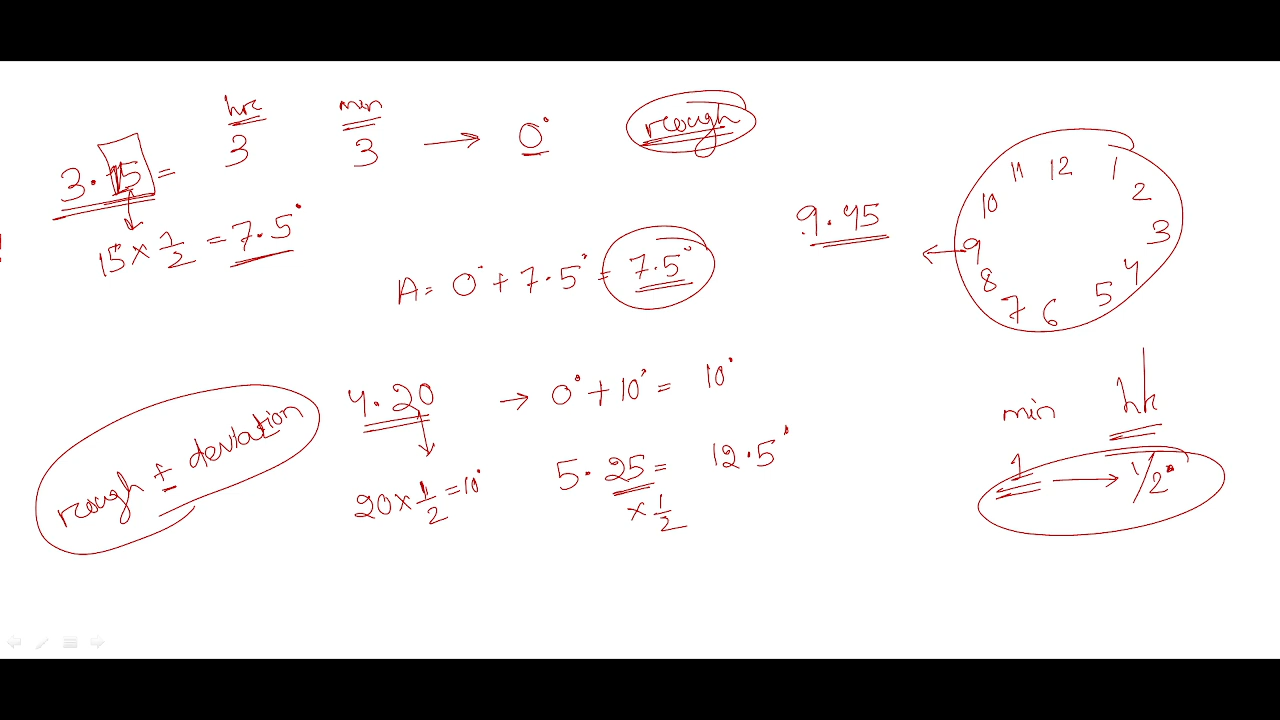 hr min
3.15 = 3 3 → 0° rough
15 × 1/2 = 7.5°
A = 0° + 7.5° = 7.5°
9.45
11 12 1
10 2
9 3
8 4
7 6 5
rough ± deviation
4.20 → 0° + 10° = 10°
20 × 1/2 = 10°
5.25 = 12.5°
× 1/2
min hr
1 → 1/2°